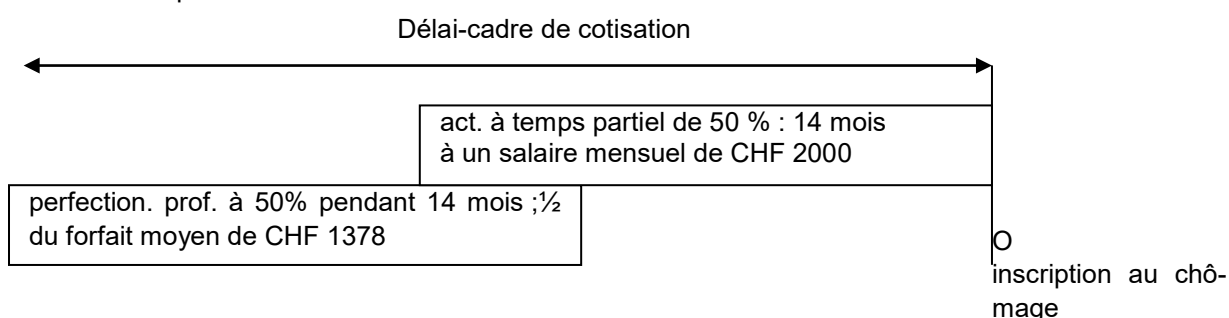 Délai-cadre de cotisation
act. à temps partiel de 50 % : 14 mois
à un salaire mensuel de CHF 2000
perfection. prof. à 50% pendant 14 mois ;½
du forfait moyen de CHF 1378
O
inscription au chô-
mage